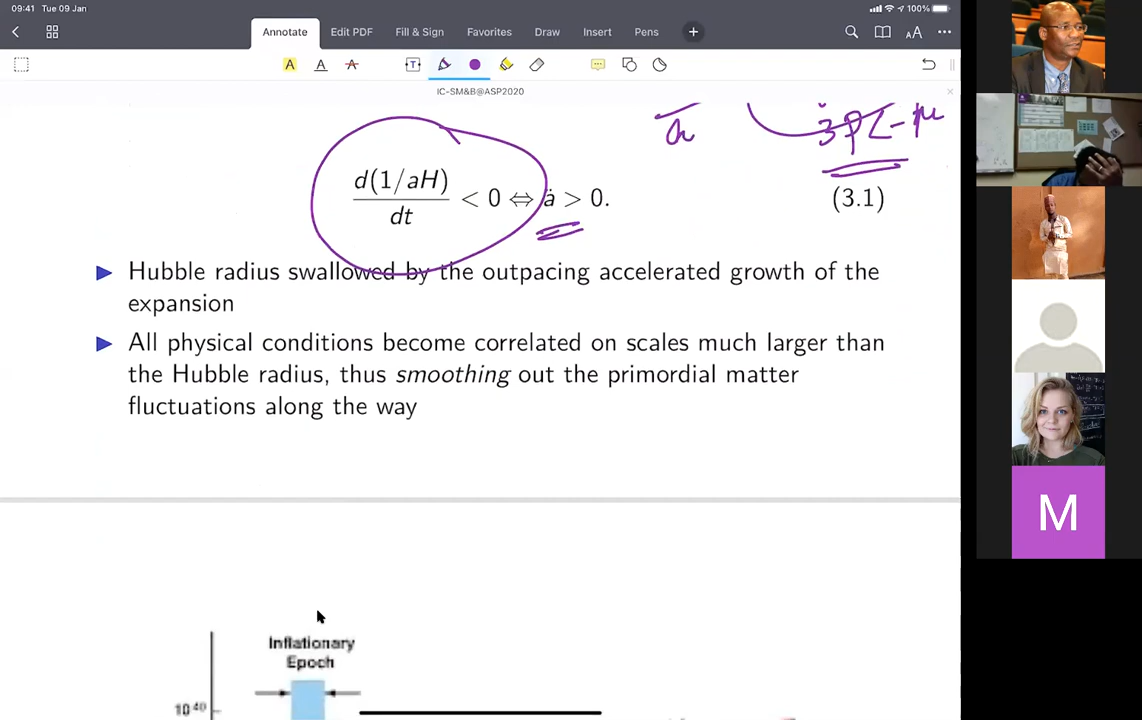 09:41 Tue 09 Jan
100%
Annotate Edit PDF Fill & Sign Favorites Draw Insert Pens
IC-SM&B@ASP2020
d(1/aH)
dt
< 0 ⇔ ä > 0. (3.1)
Hubble radius swallowed by the outpacing accelerated growth of the
expansion
All physical conditions become correlated on scales much larger than
the Hubble radius, thus smoothing out the primordial matter
fluctuations along the way
Inflationary
Epoch
10⁴⁰
M